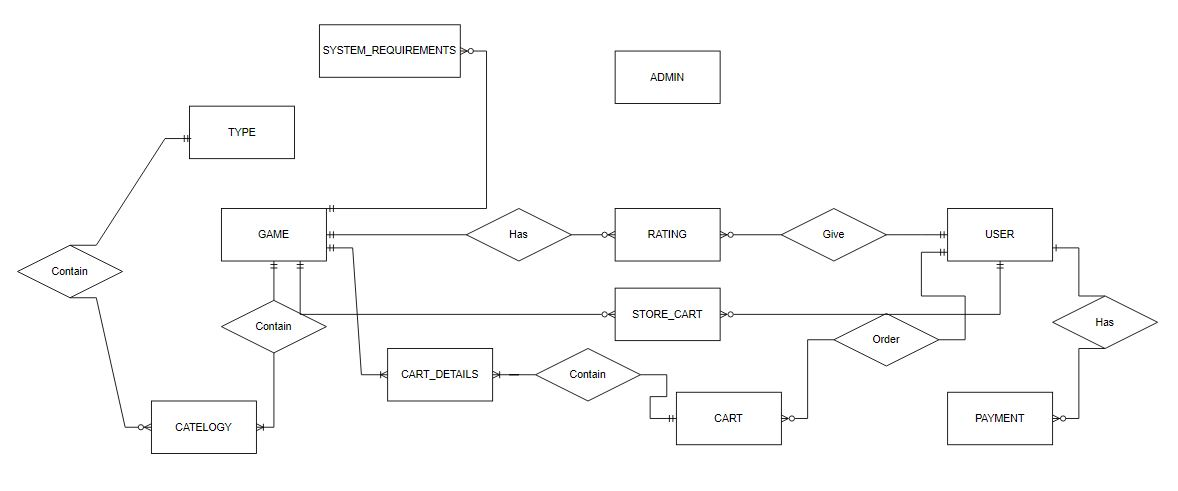 SYSTEM_REQUIREMENTS
ADMIN
TYPE
GAME
Has
RATING
Give
USER
Contain
STORE_CART
Contain
Has
Order
CART_DETAILS
Contain
CATELOGY
CART
PAYMENT